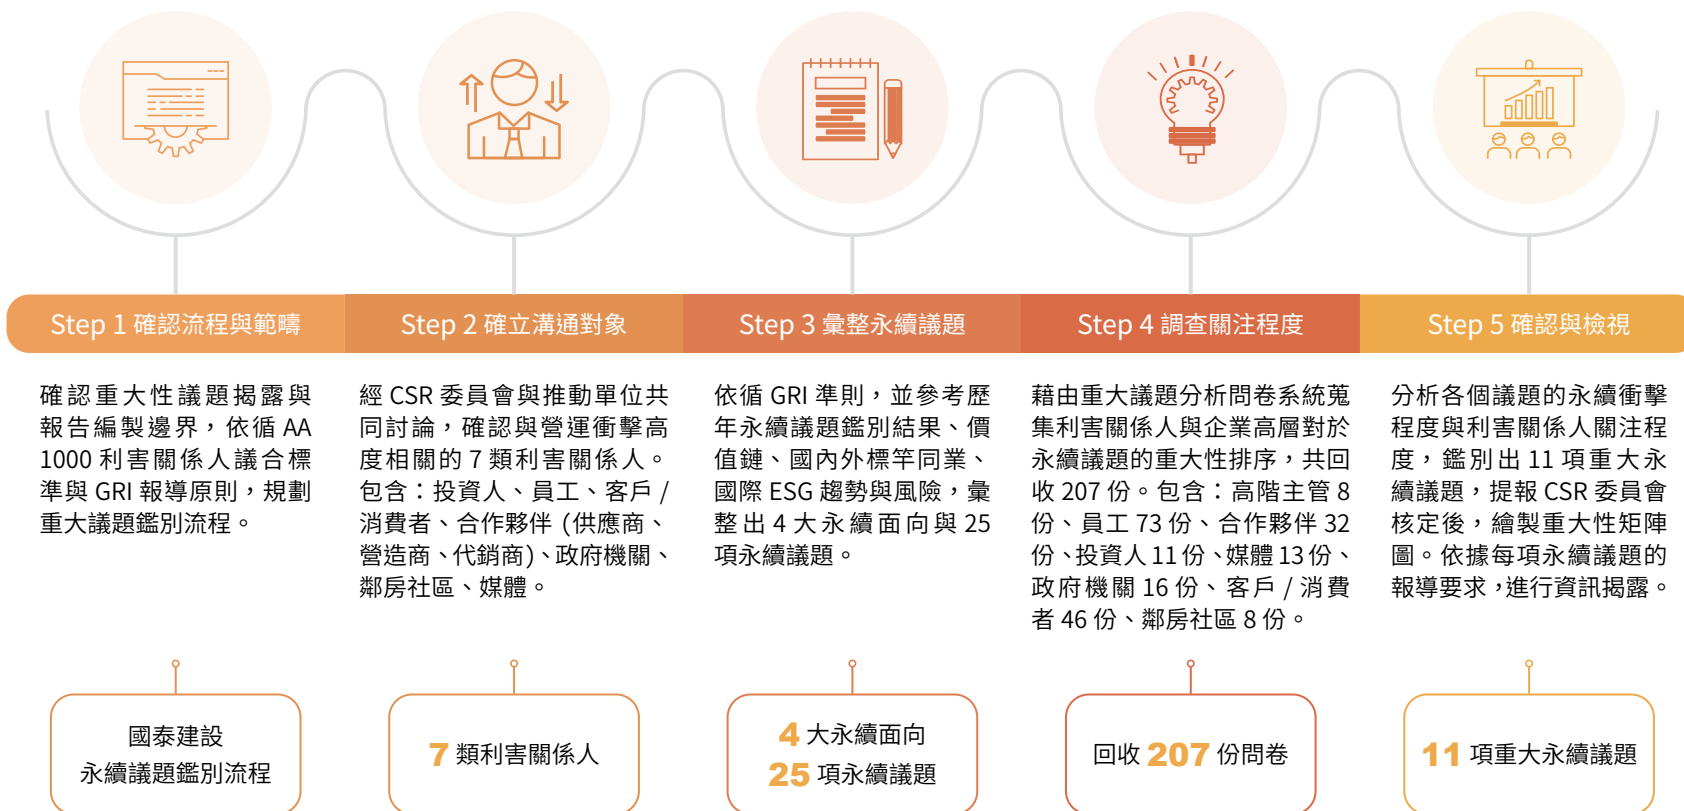 Step 1 確認流程與範疇
Step 2 確立溝通對象
Step 3 彙整永續議題
Step 4 調查關注程度
Step 5 確認與檢視
確認重大性議題揭露與
報告編製邊界，依循 AA
1000 利害關係人議合標
準與 GRI 報導原則，規劃
重大議題鑑別流程。
經 CSR 委員會與推動單位共
同討論，確認與營運衝擊高
度相關的 7 類利害關係人。
包含：投資人、員工、客戶 /
消費者、合作夥伴 (供應商、
營造商、代銷商)、政府機關、
鄰房社區、媒體。
依循 GRI 準則，並參考歷
年永續議題鑑別結果、價
值鏈、國內外標竿同業、
國際 ESG 趨勢與風險，彙
整出 4 大永續面向與 25
項永續議題。
藉由重大議題分析問卷系統蒐
集利害關係人與企業高層對於
永續議題的重大性排序，共回
收 207 份。包含：高階主管 8
份、員工 73 份、合作夥伴 32
份、投資人 11 份、媒體 13 份、
政府機關 16 份、客戶 / 消費
者 46 份、鄰房社區 8 份。
分析各個議題的永續衝擊
程度與利害關係人關注程
度，鑑別出 11 項重大永
續議題，提報 CSR 委員會
核定後，繪製重大性矩陣
圖。依據每項永續議題的
報導要求，進行資訊揭露。
國泰建設
永續議題鑑別流程
7 類利害關係人
4 大永續面向
25 項永續議題
回收 207 份問卷
11 項重大永續議題